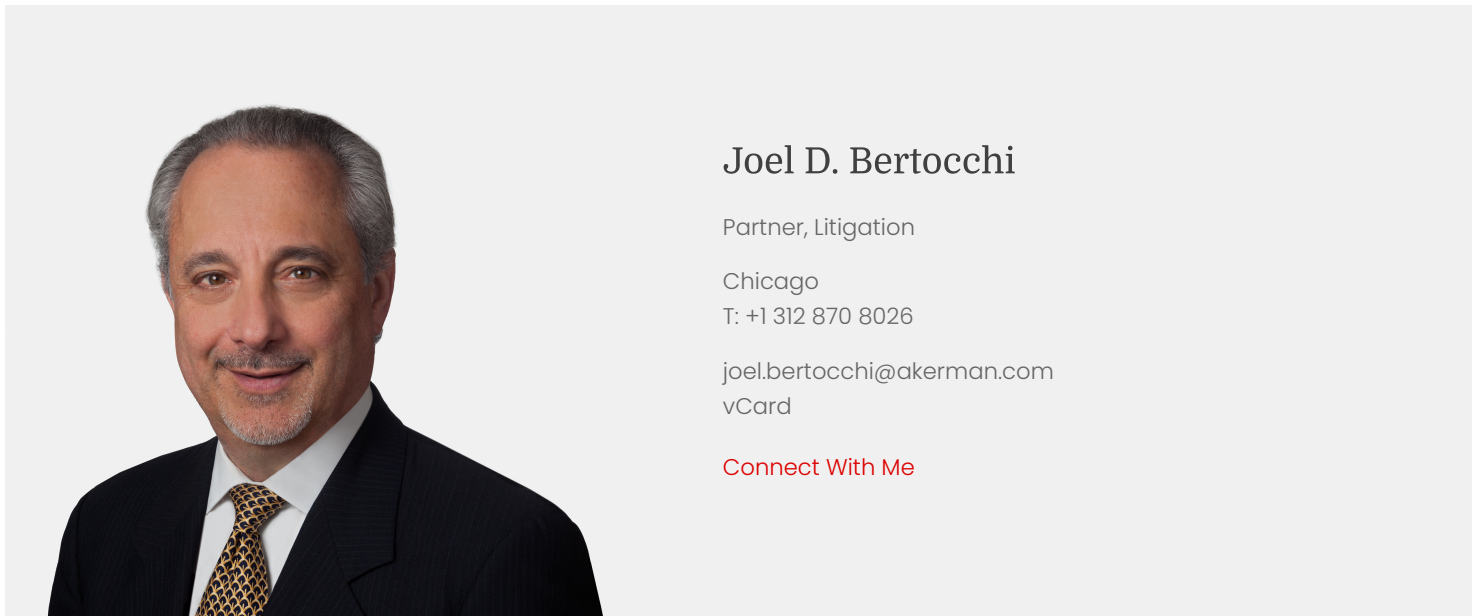 Joel D. Bertocchi
Partner, Litigation
Chicago
T: +1 312 870 8026
joel.bertocchi@akerman.com
vCard
Connect With Me